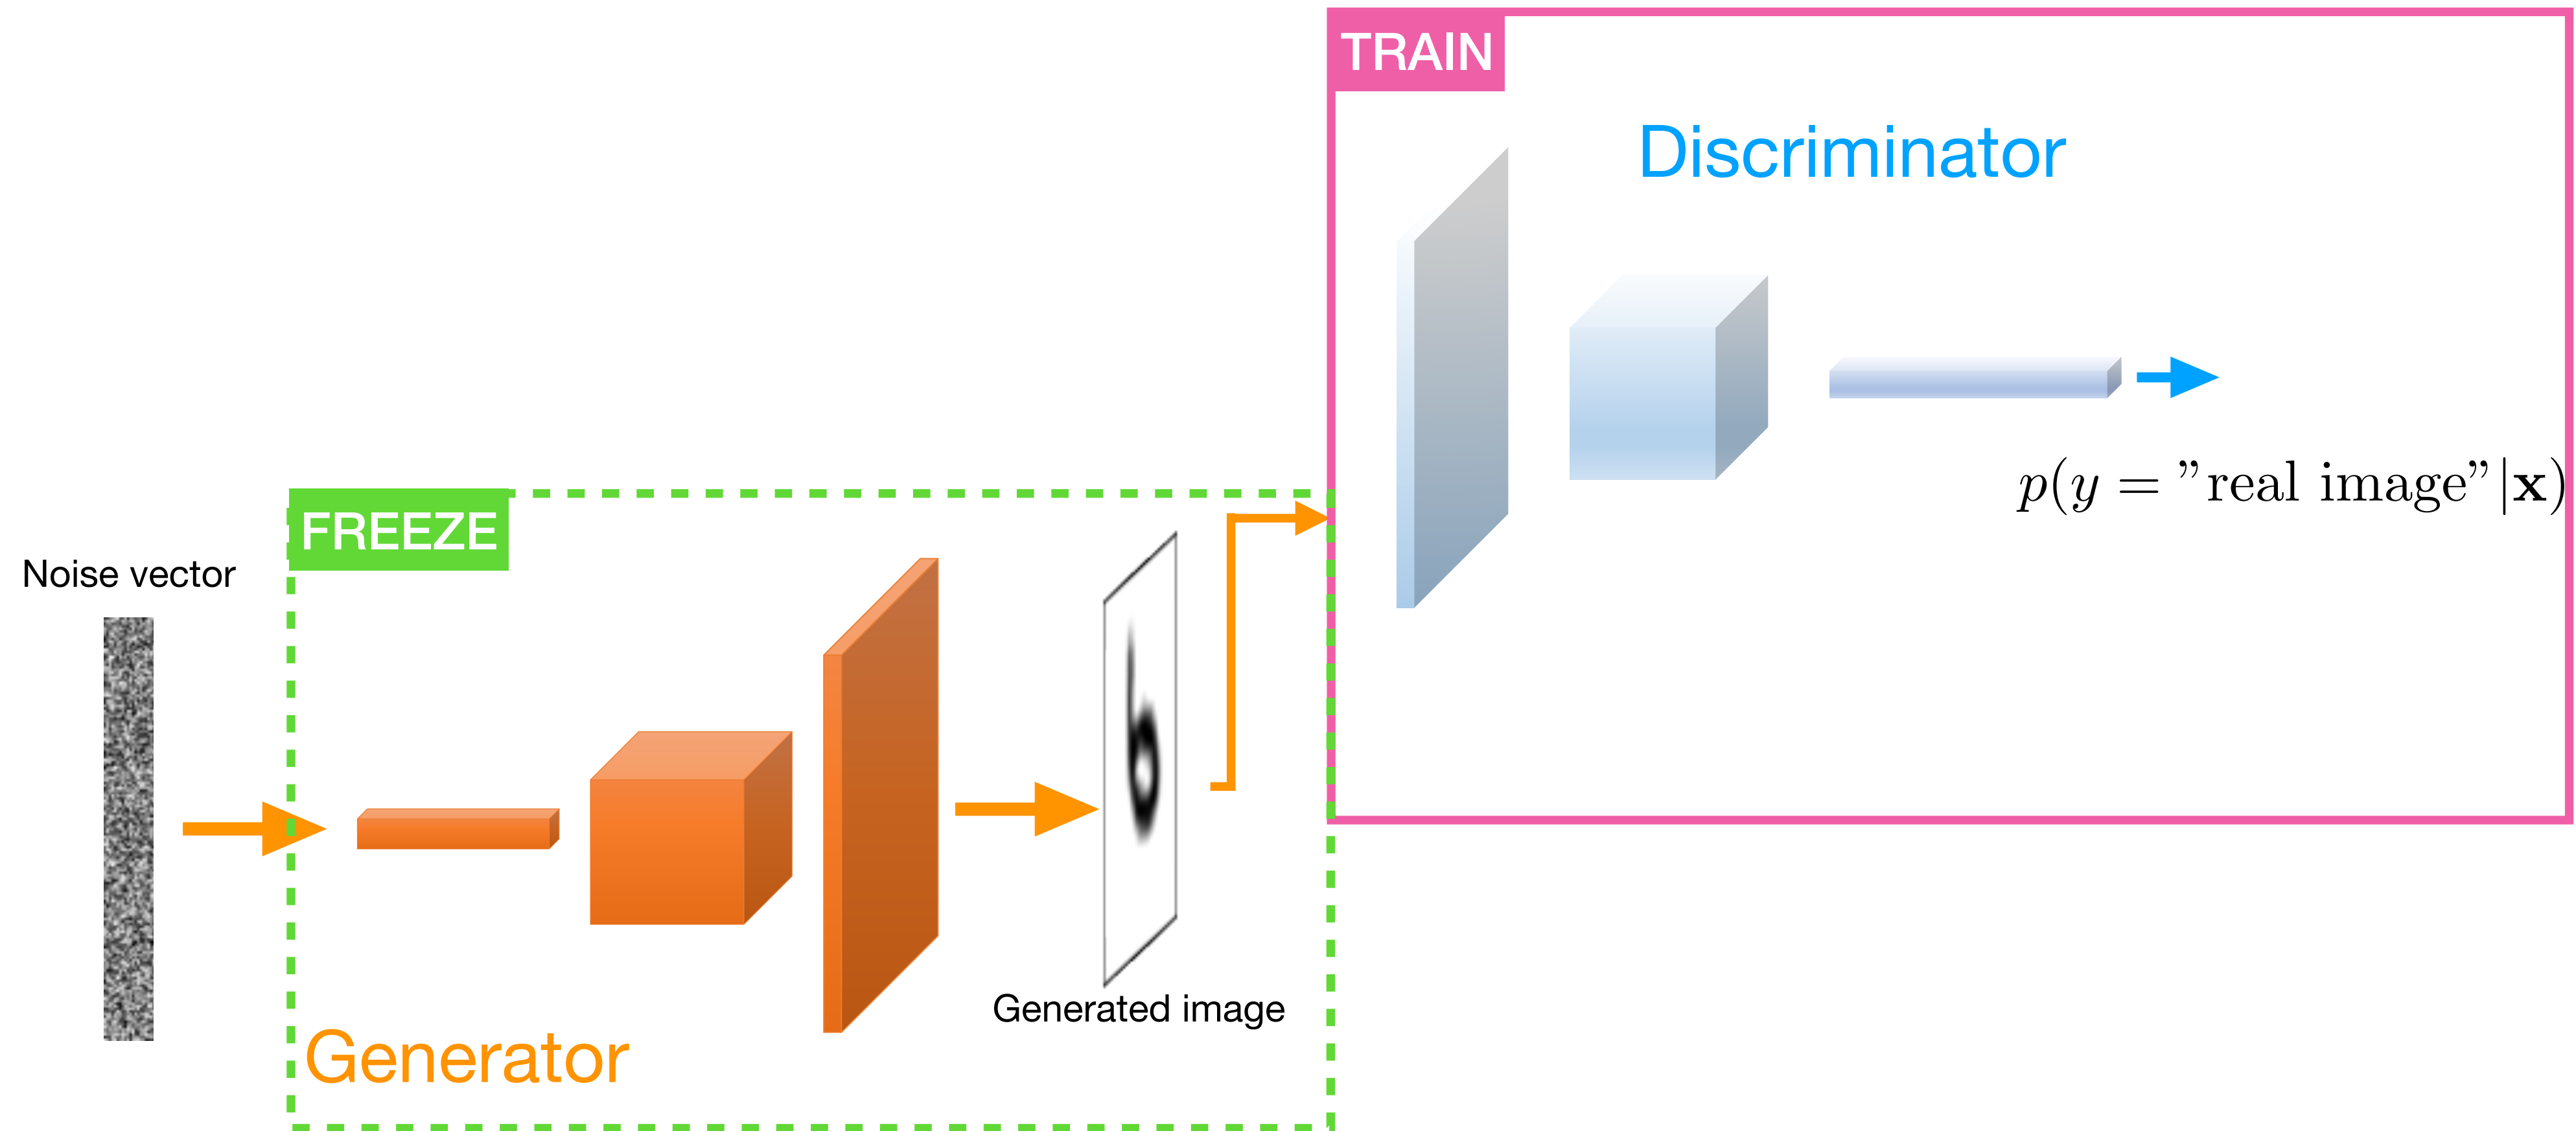 TRAIN
Discriminator
p(y = ”real image”|x)
FREEZE
Noise vector
Generated image
Generator